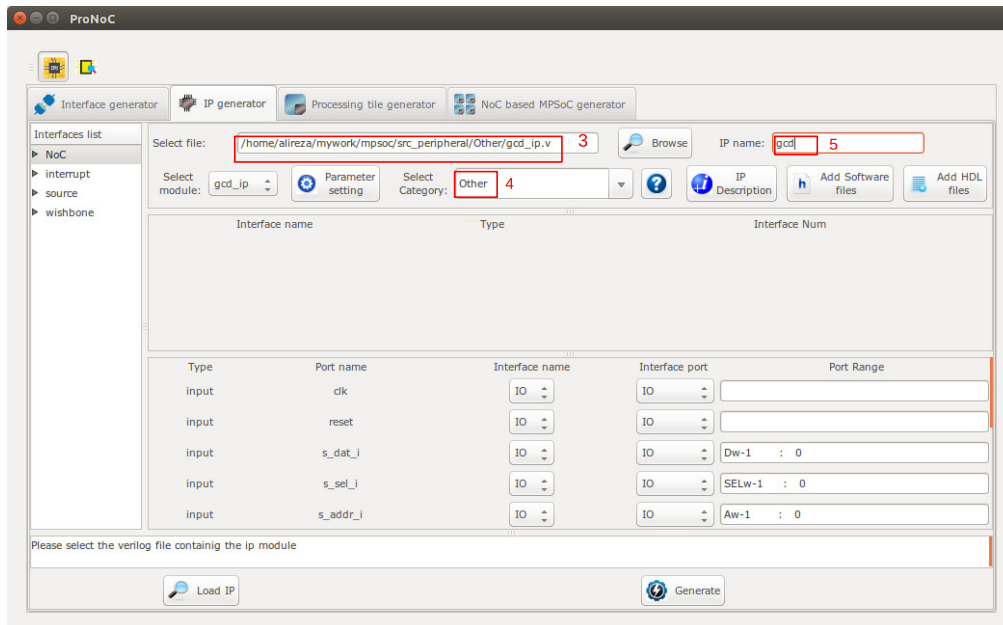 ProNoC
Interface generator IP generator Processing tile generator NoC based MPSoC generator
Interfaces list
NoC
interrupt
source
wishbone
Select file: /home/alireza/mywork/mpsoc/src_peripheral/Other/gcd_ip.v 3 Browse IP name: gcd 5
Select module: gcd_ip Parameter setting Select Category: Other 4 ? IP Description h Add Software files Add HDL files
Interface name Type Interface Num
Type Port name Interface name Interface port Port Range
input clk IO IO
input reset IO IO
input s_dat_i IO IO Dw-1 : 0
input s_sel_i IO IO SELw-1 : 0
input s_addr_i IO IO Aw-1 : 0
Please select the verilog file containig the ip module
Load IP Generate